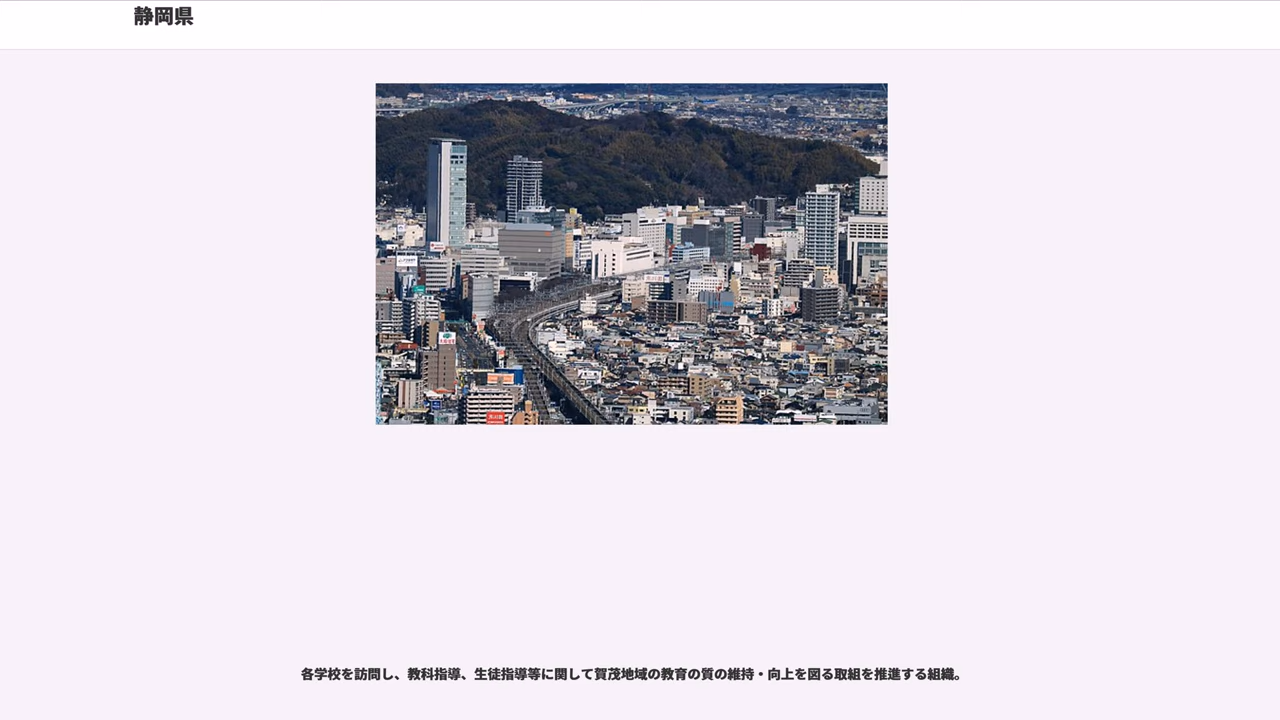 静岡県
各学校を訪問し、教科指導、生徒指導等に関して賀茂地域の教育の質の維持・向上を図る取組を推進する組織。